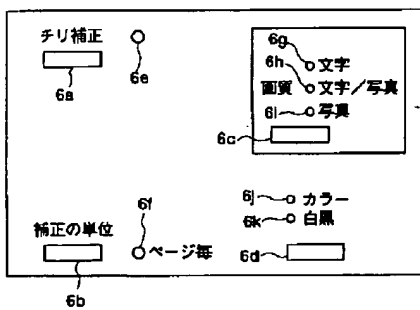 チリ補正
6a
6e
6g
文字
6h
画質
文字/写真
6i
写真
6c
補正の単位
6b
6f
ページ毎
6j
カラー
6k
白黒
6d